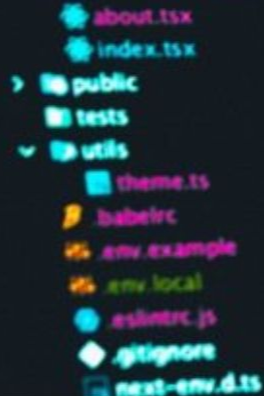 about.tsx
index.tsx
public
tests
utils
theme.ts
.babelrc
.env.example
.env.local
.eslintrc.js
.gitignore
next-env.d.ts